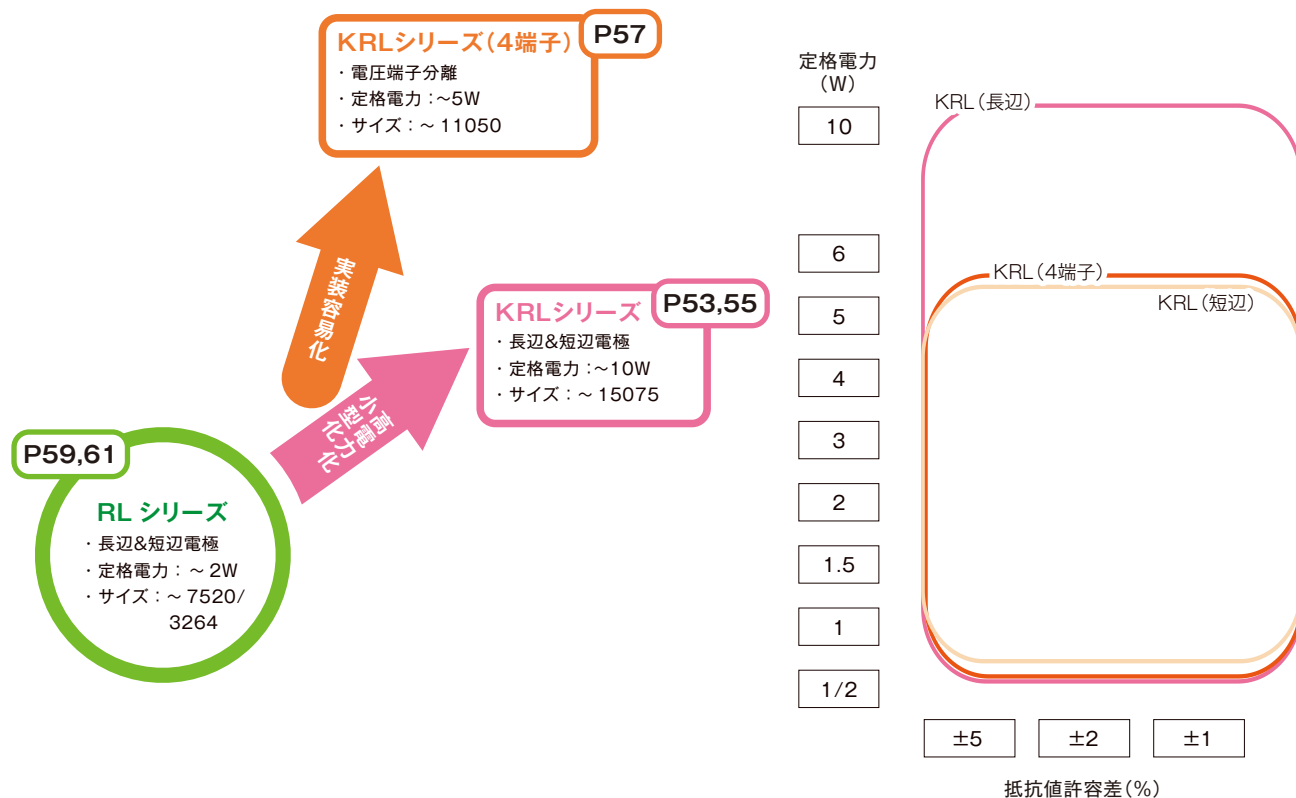 KRLシリーズ(4端子)
P57
・電圧端子分離
・定格電力：～5W
・サイズ：～11050
実装容易化
KRLシリーズ
P53,55
・長辺&短辺電極
・定格電力：～10W
・サイズ：～15075
高電力化
小型化
P59,61
RL シリーズ
・長辺&短辺電極
・定格電力：～2W
・サイズ：～7520/
3264
定格電力
(W)
10
6
5
4
3
2
1.5
1
1/2
KRL(長辺)
KRL(4端子)
KRL(短辺)
±5
±2
±1
抵抗値許容差(%)